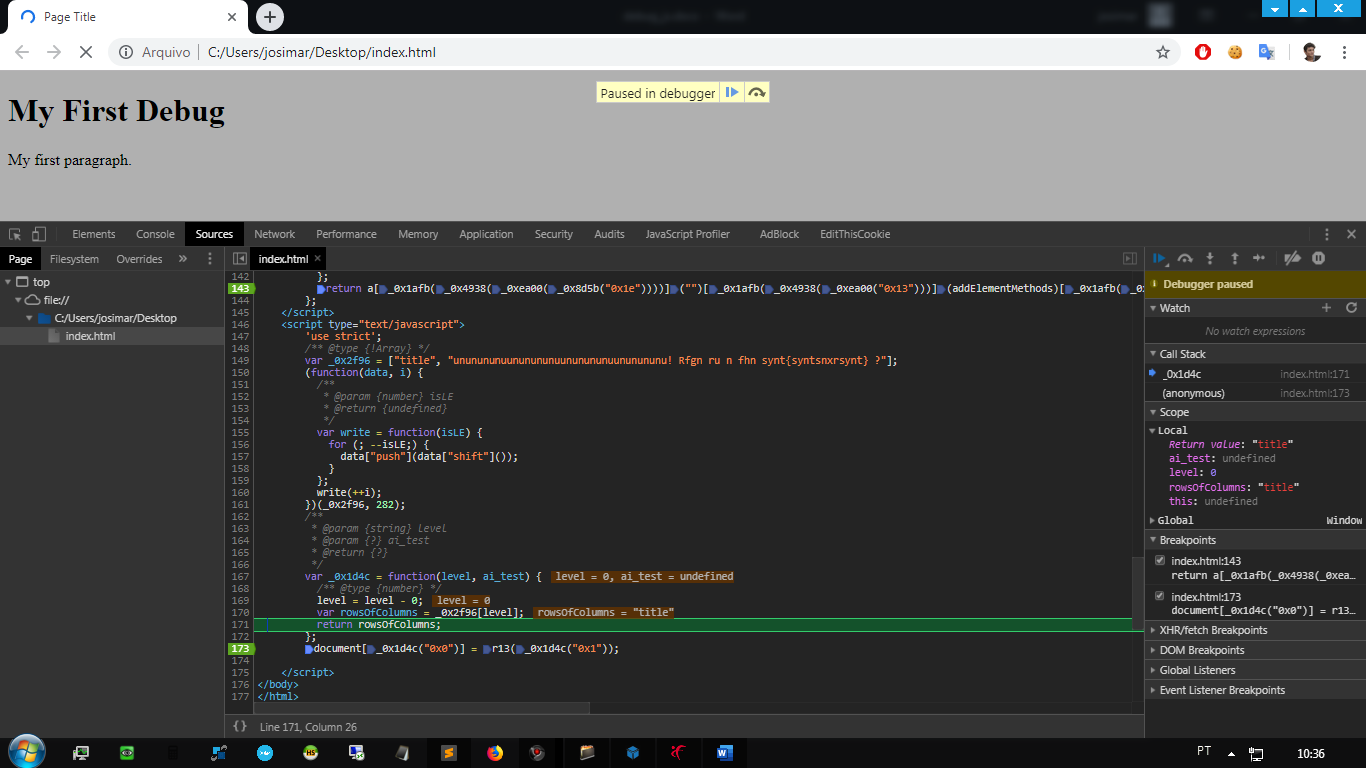 Page Title
Arquivo
C:/Users/josimar/Desktop/index.html
Paused in debugger
My First Debug
My first paragraph.
Elements Console Sources Network Performance Memory Application Security Audits JavaScript Profiler AdBlock EditThisCookie
Page Filesystem Overrides »
index.html
top
file://
C:/Users/josimar/Desktop
index.html
142 };
143 return a[_0x1afb(_0x4938(_0xea00(_0x8d5b("0x1e"))))]("")[_0x1afb(_0x4938(_0xea00("0x13")))](addElementMethods)[_0x1afb(_0x
144 };
145 </script>
146 <script type="text/javascript">
147 'use strict';
148 /** @type {!Array} */
149 var _0x2f96 = ["title", "unununununuunununununuunununununuunununununu! Rfgn ru n fhn synt{syntsnxrsynt} ?"];
150 (function(data, i) {
151 /**
152 * @param {number} isLE
153 * @return {undefined}
154 */
155 var write = function(isLE) {
156 for (; --isLE;) {
157 data["push"](data["shift"]());
158 }
159 };
160 write(++i);
161 })(_0x2f96, 282);
162 /**
163 * @param {string} level
164 * @param {?} ai_test
165 * @return {?}
166 */
167 var _0x1d4c = function(level, ai_test) { level = 0, ai_test = undefined
168 /** @type {number} */
169 level = level - 0; level = 0
170 var rowsOfColumns = _0x2f96[level]; rowsOfColumns = "title"
171 return rowsOfColumns;
172 };
173 document[_0x1d4c("0x0")] = r13(_0x1d4c("0x1"));
174
175 </script>
176 </body>
177 </html>
{} Line 171, Column 26
Debugger paused
Watch
No watch expressions
Call Stack
_0x1d4c index.html:171
(anonymous) index.html:173
Scope
Local
Return value: "title"
ai_test: undefined
level: 0
rowsOfColumns: "title"
this: undefined
Global Window
Breakpoints
index.html:143
return a[_0x1afb(_0x4938(_0xea…
index.html:173
document[_0x1d4c("0x0")] = r13…
XHR/fetch Breakpoints
DOM Breakpoints
Global Listeners
Event Listener Breakpoints
PT 10:36